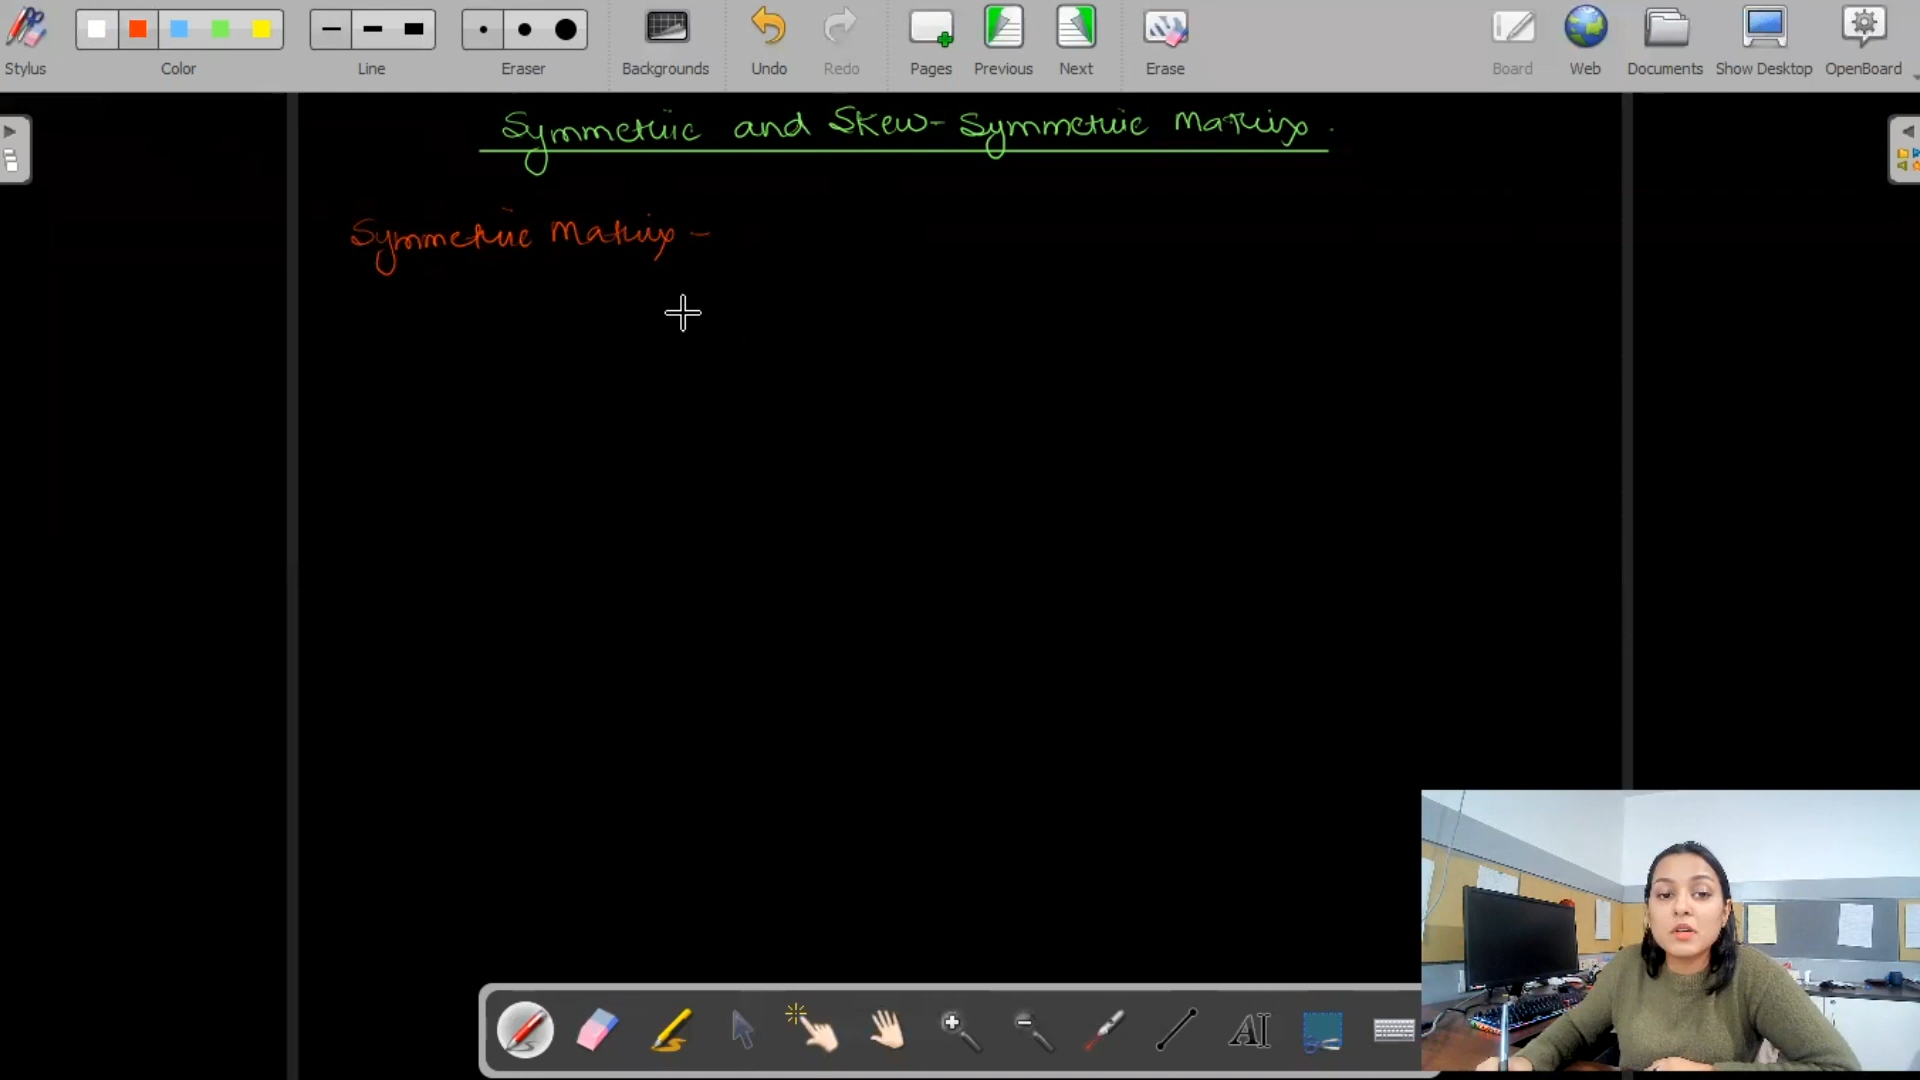 Stylus Color Line Eraser Backgrounds Undo Redo Pages Previous Next Erase Board Web Documents Show Desktop OpenBoard
Symmetric and Skew-Symmetric Matrix.
Symmetric Matrix -
AI